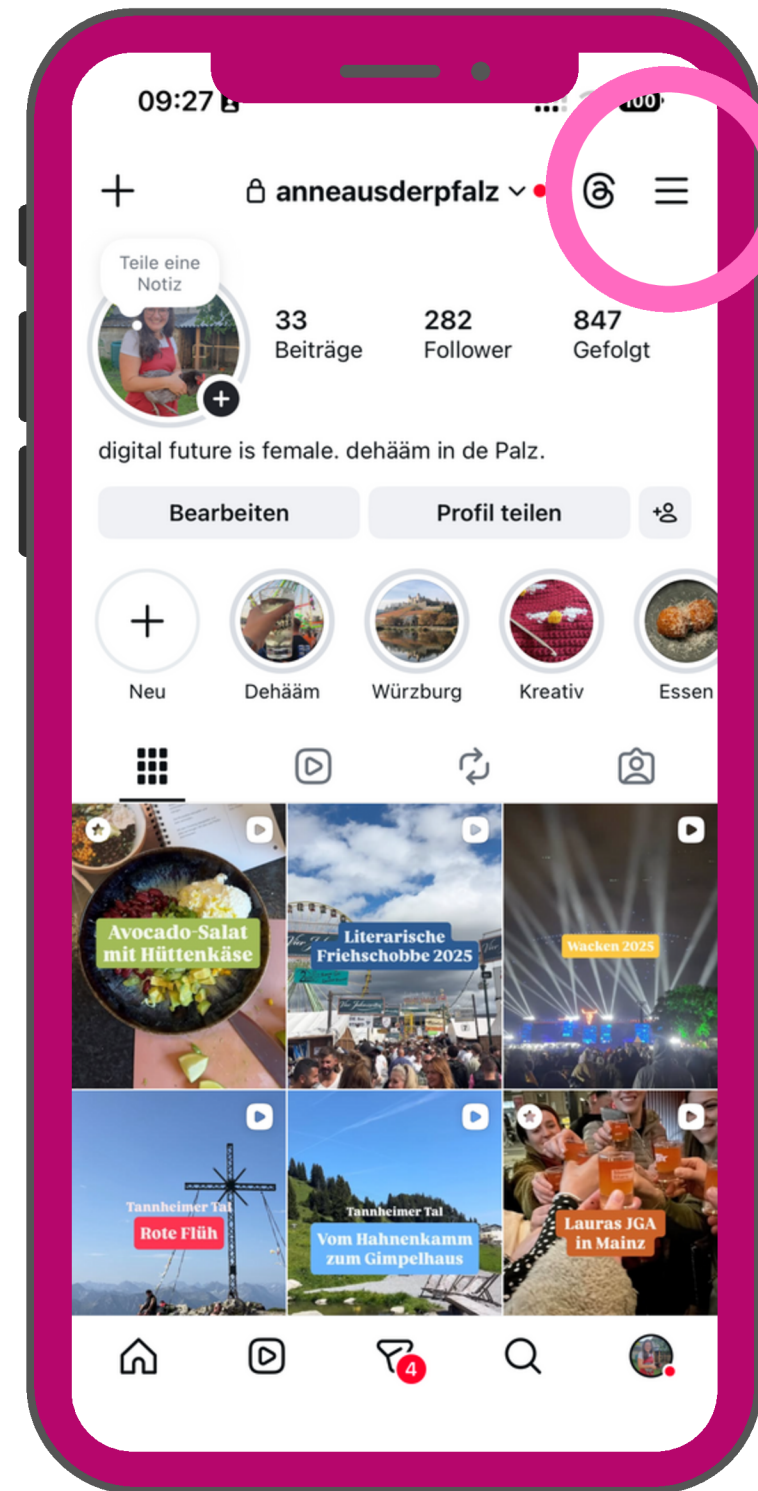 09:27
100
anneausderpfalz
Teile eine
Notiz
33
282
847
Beiträge
Follower
Gefolgt
digital future is female. dehääm in de Palz.
Bearbeiten
Profil teilen
Neu
Dehääm
Würzburg
Kreativ
Essen
Avocado-Salat
mit Hüttenkäse
Literarische
Friehschobbe 2025
Wacken 2025
Tannheimer Tal
Rote Flüh
Tannheimer Tal
Vom Hahnenkamm
zum Gimpelhaus
Lauras JGA
in Mainz
4